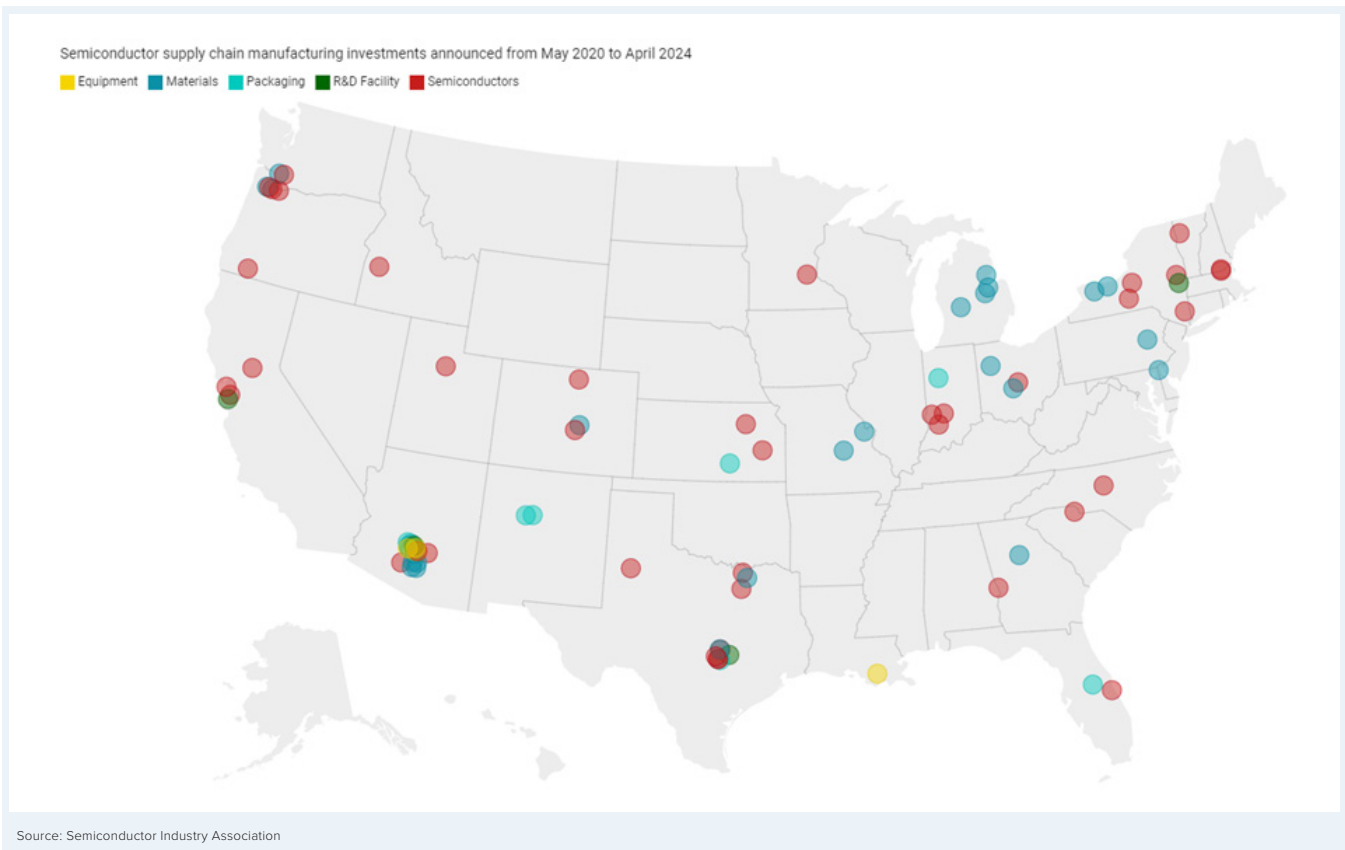 Semiconductor supply chain manufacturing investments announced from May 2020 to April 2024
Equipment Materials Packaging R&D Facility Semiconductors
Source: Semiconductor Industry Association